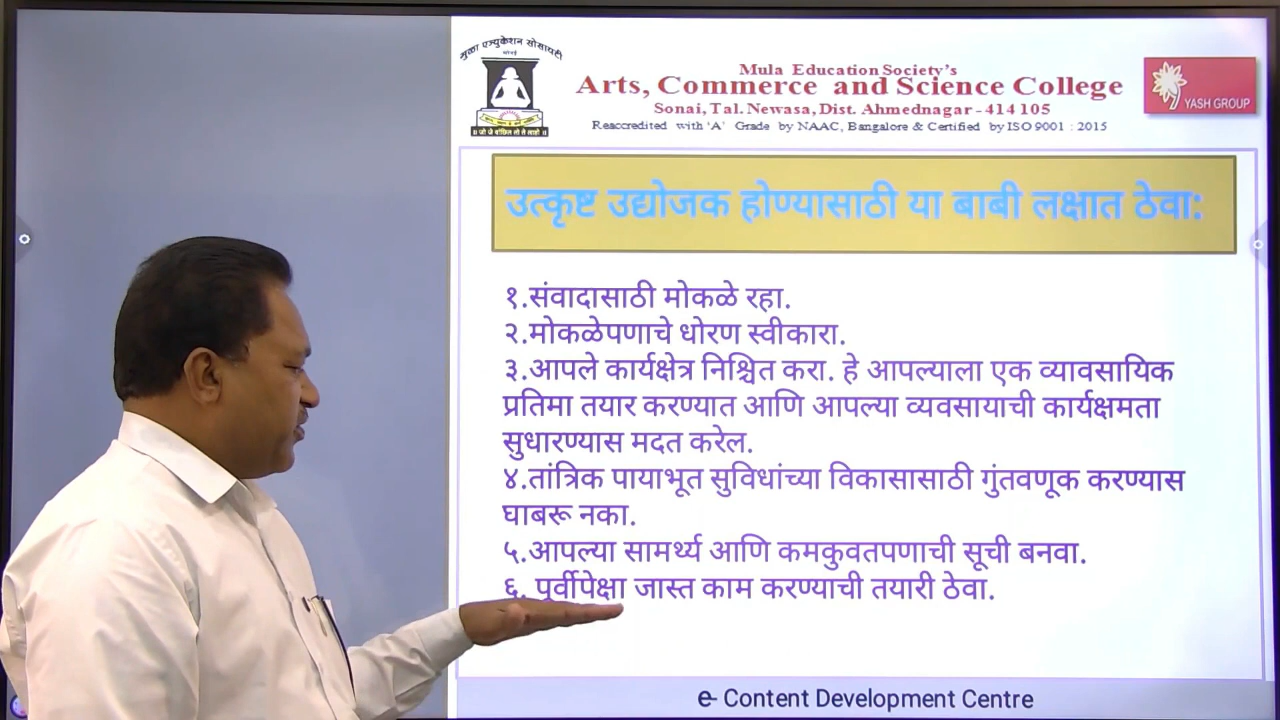 मुळा एज्युकेशन सोसायटी
सोनई
॥ जो जे वांछिल तो ते लाहो ॥
Mula Education Society's
Arts, Commerce and Science College
Sonai, Tal. Newasa, Dist. Ahmednagar - 414 105
Reaccredited with 'A' Grade by NAAC, Bangalore & Certified by ISO 9001 : 2015
YASH GROUP
उत्कृष्ट उद्योजक होण्यासाठी या बाबी लक्षात ठेवा:
१.संवादासाठी मोकळे रहा.
२.मोकळेपणाचे धोरण स्वीकारा.
३.आपले कार्यक्षेत्र निश्चित करा. हे आपल्याला एक व्यावसायिक
प्रतिमा तयार करण्यात आणि आपल्या व्यवसायाची कार्यक्षमता
सुधारण्यास मदत करेल.
४.तांत्रिक पायाभूत सुविधांच्या विकासासाठी गुंतवणूक करण्यास
घाबरू नका.
५.आपल्या सामर्थ्य आणि कमकुवतपणाची सूची बनवा.
६. पूर्वीपेक्षा जास्त काम करण्याची तयारी ठेवा.
e- Content Development Centre